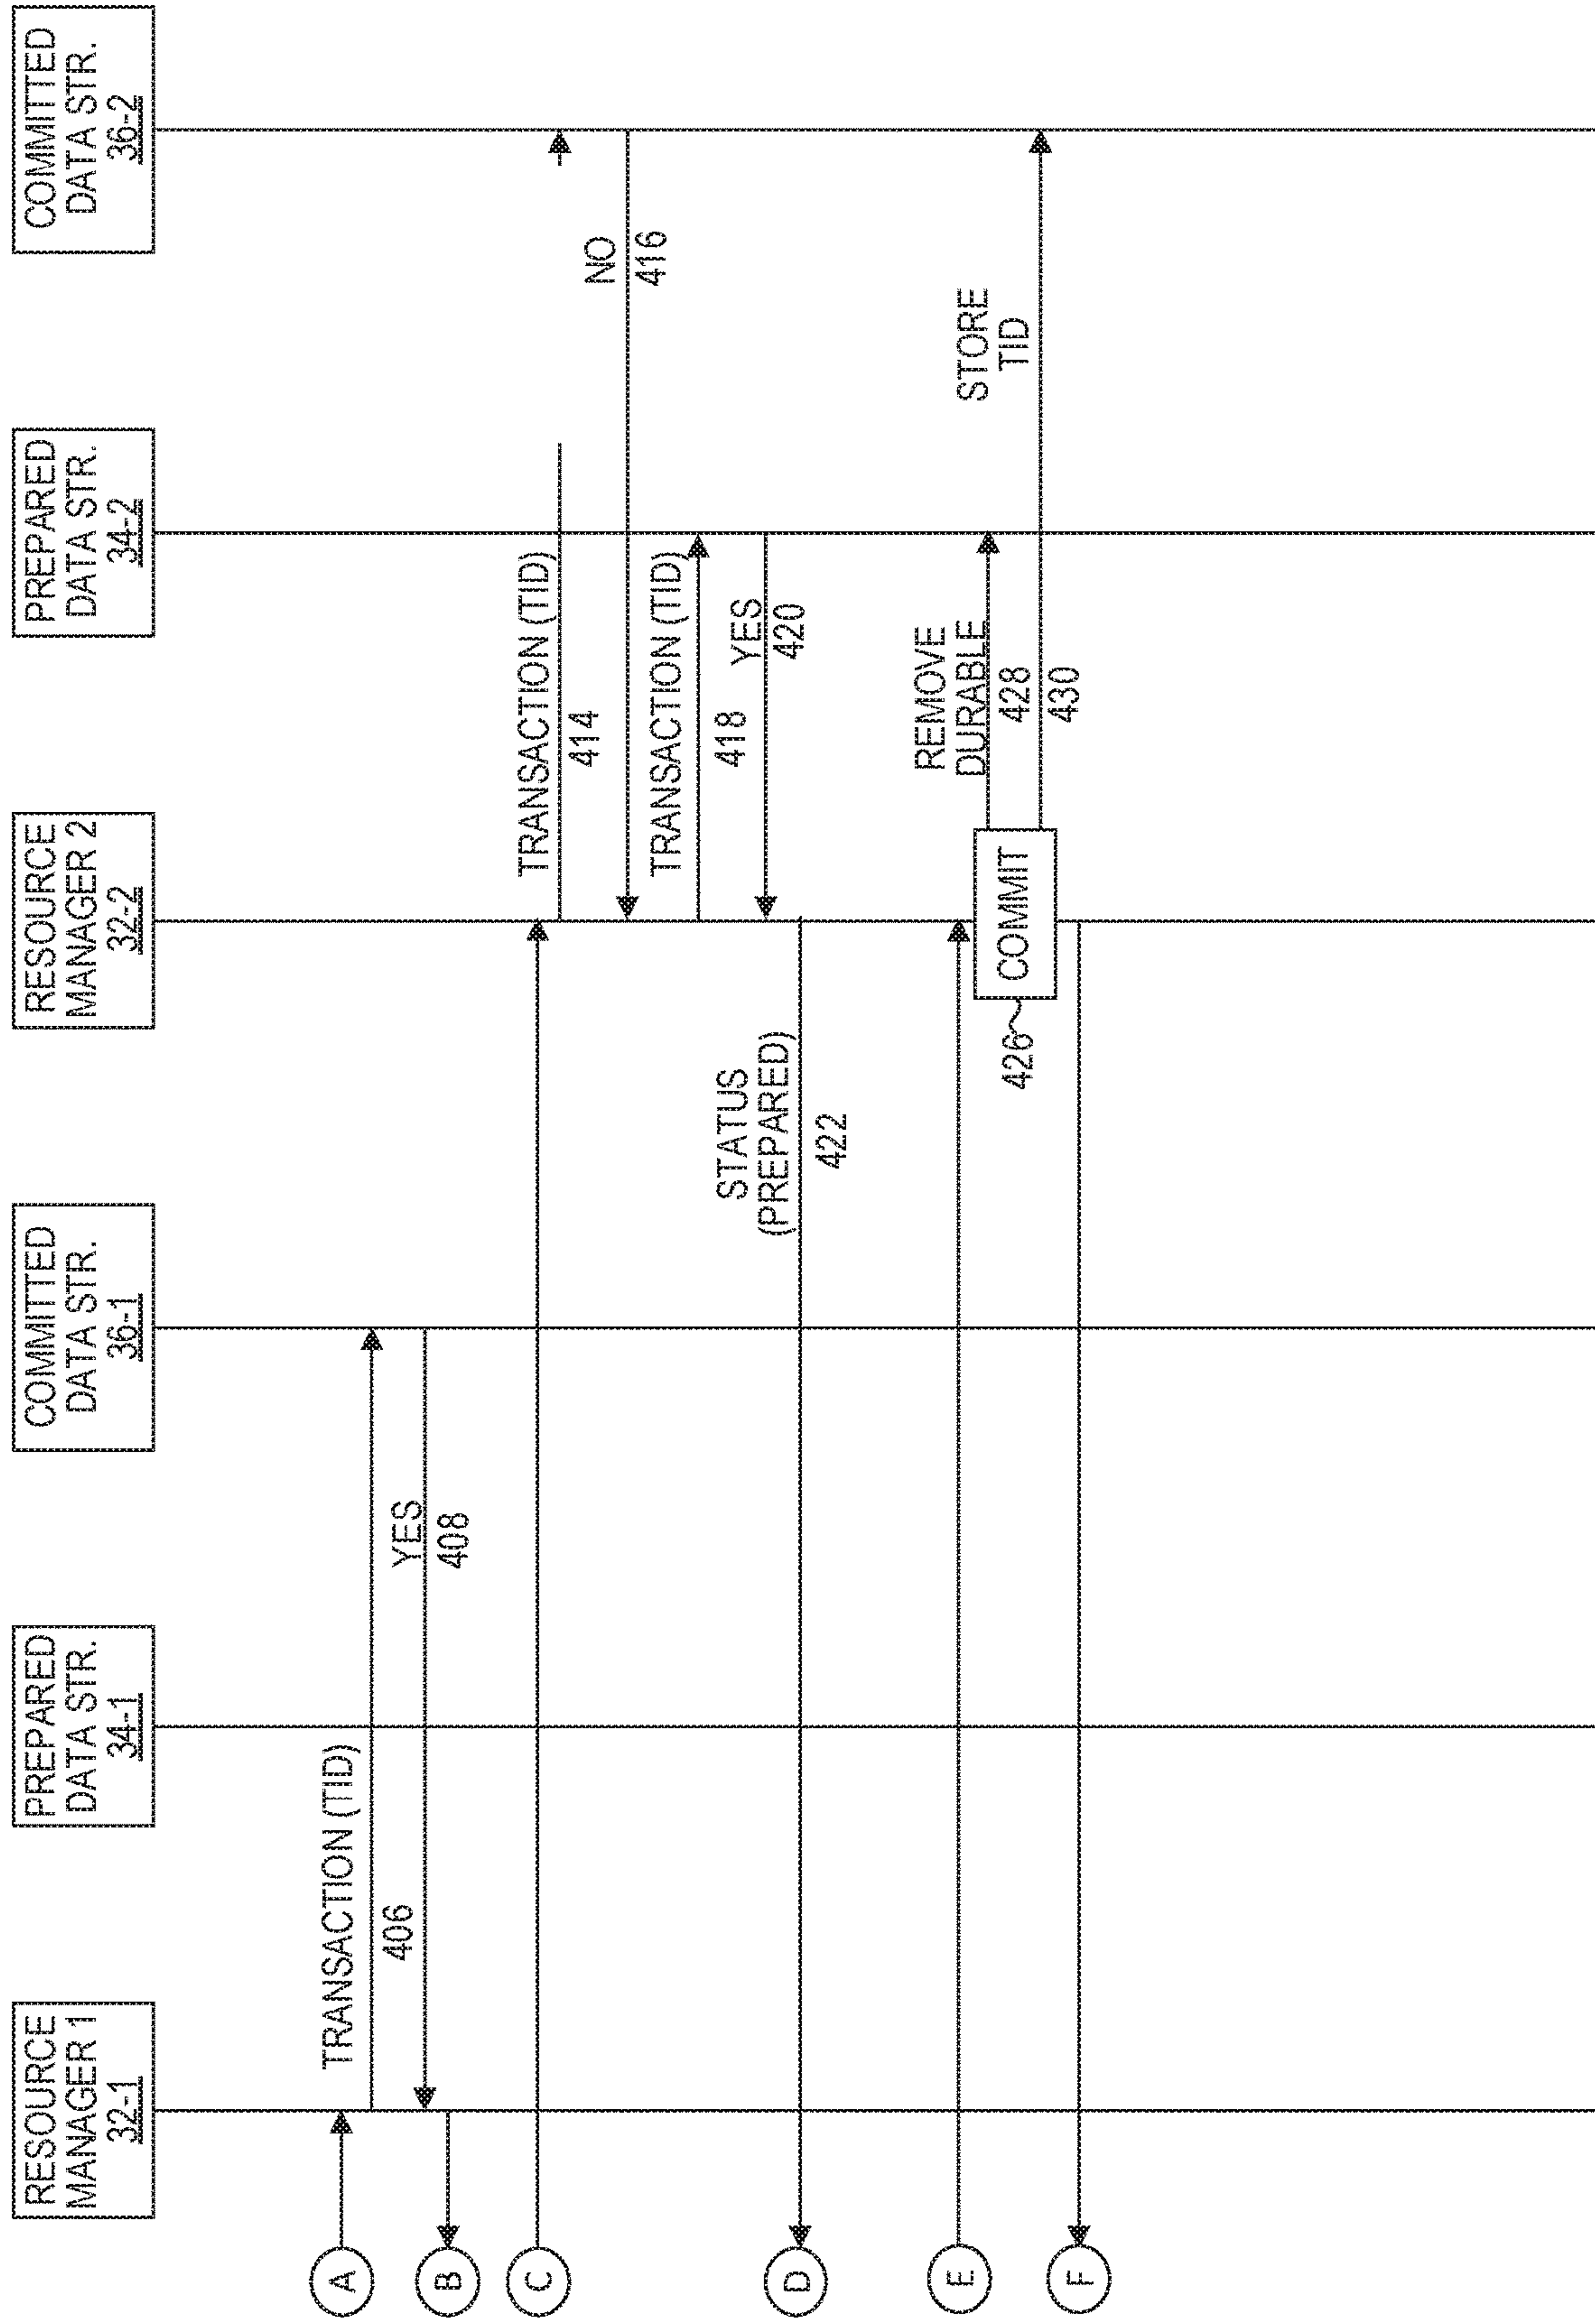 RESOURCE
MANAGER 1
32-1
PREPARED
DATA STR.
34-1
COMMITTED
DATA STR.
36-1
RESOURCE
MANAGER 2
32-2
PREPARED
DATA STR.
34-2
COMMITTED
DATA STR.
36-2
A
TRANSACTION (TID)
406
YES
408
B
C
TRANSACTION (TID)
414
NO
416
TRANSACTION (TID)
418
YES
420
STATUS
(PREPARED)
422
D
E
REMOVE
DURABLE
428
COMMIT
426
STORE
TID
430
F